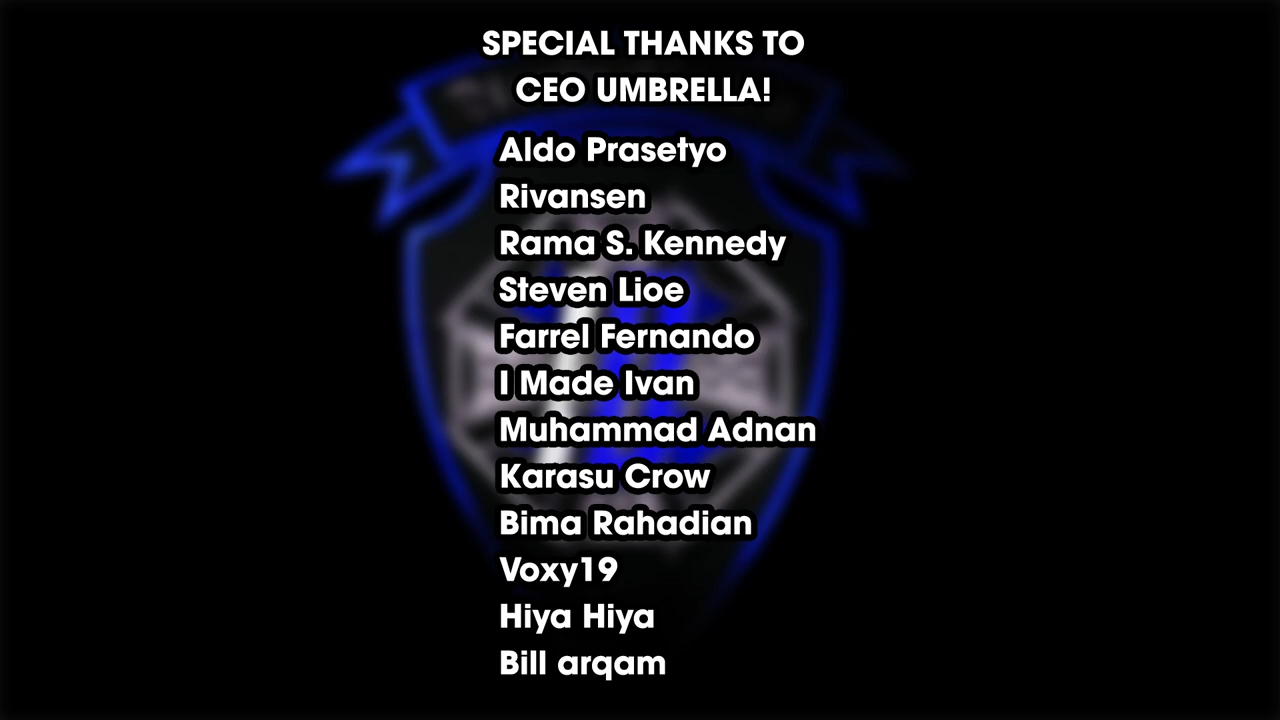 SPECIAL THANKS TO
CEO UMBRELLA!
Aldo Prasetyo
Rivansen
Rama S. Kennedy
Steven Lioe
Farrel Fernando
I Made Ivan
Muhammad Adnan
Karasu Crow
Bima Rahadian
Voxy19
Hiya Hiya
Bill arqam